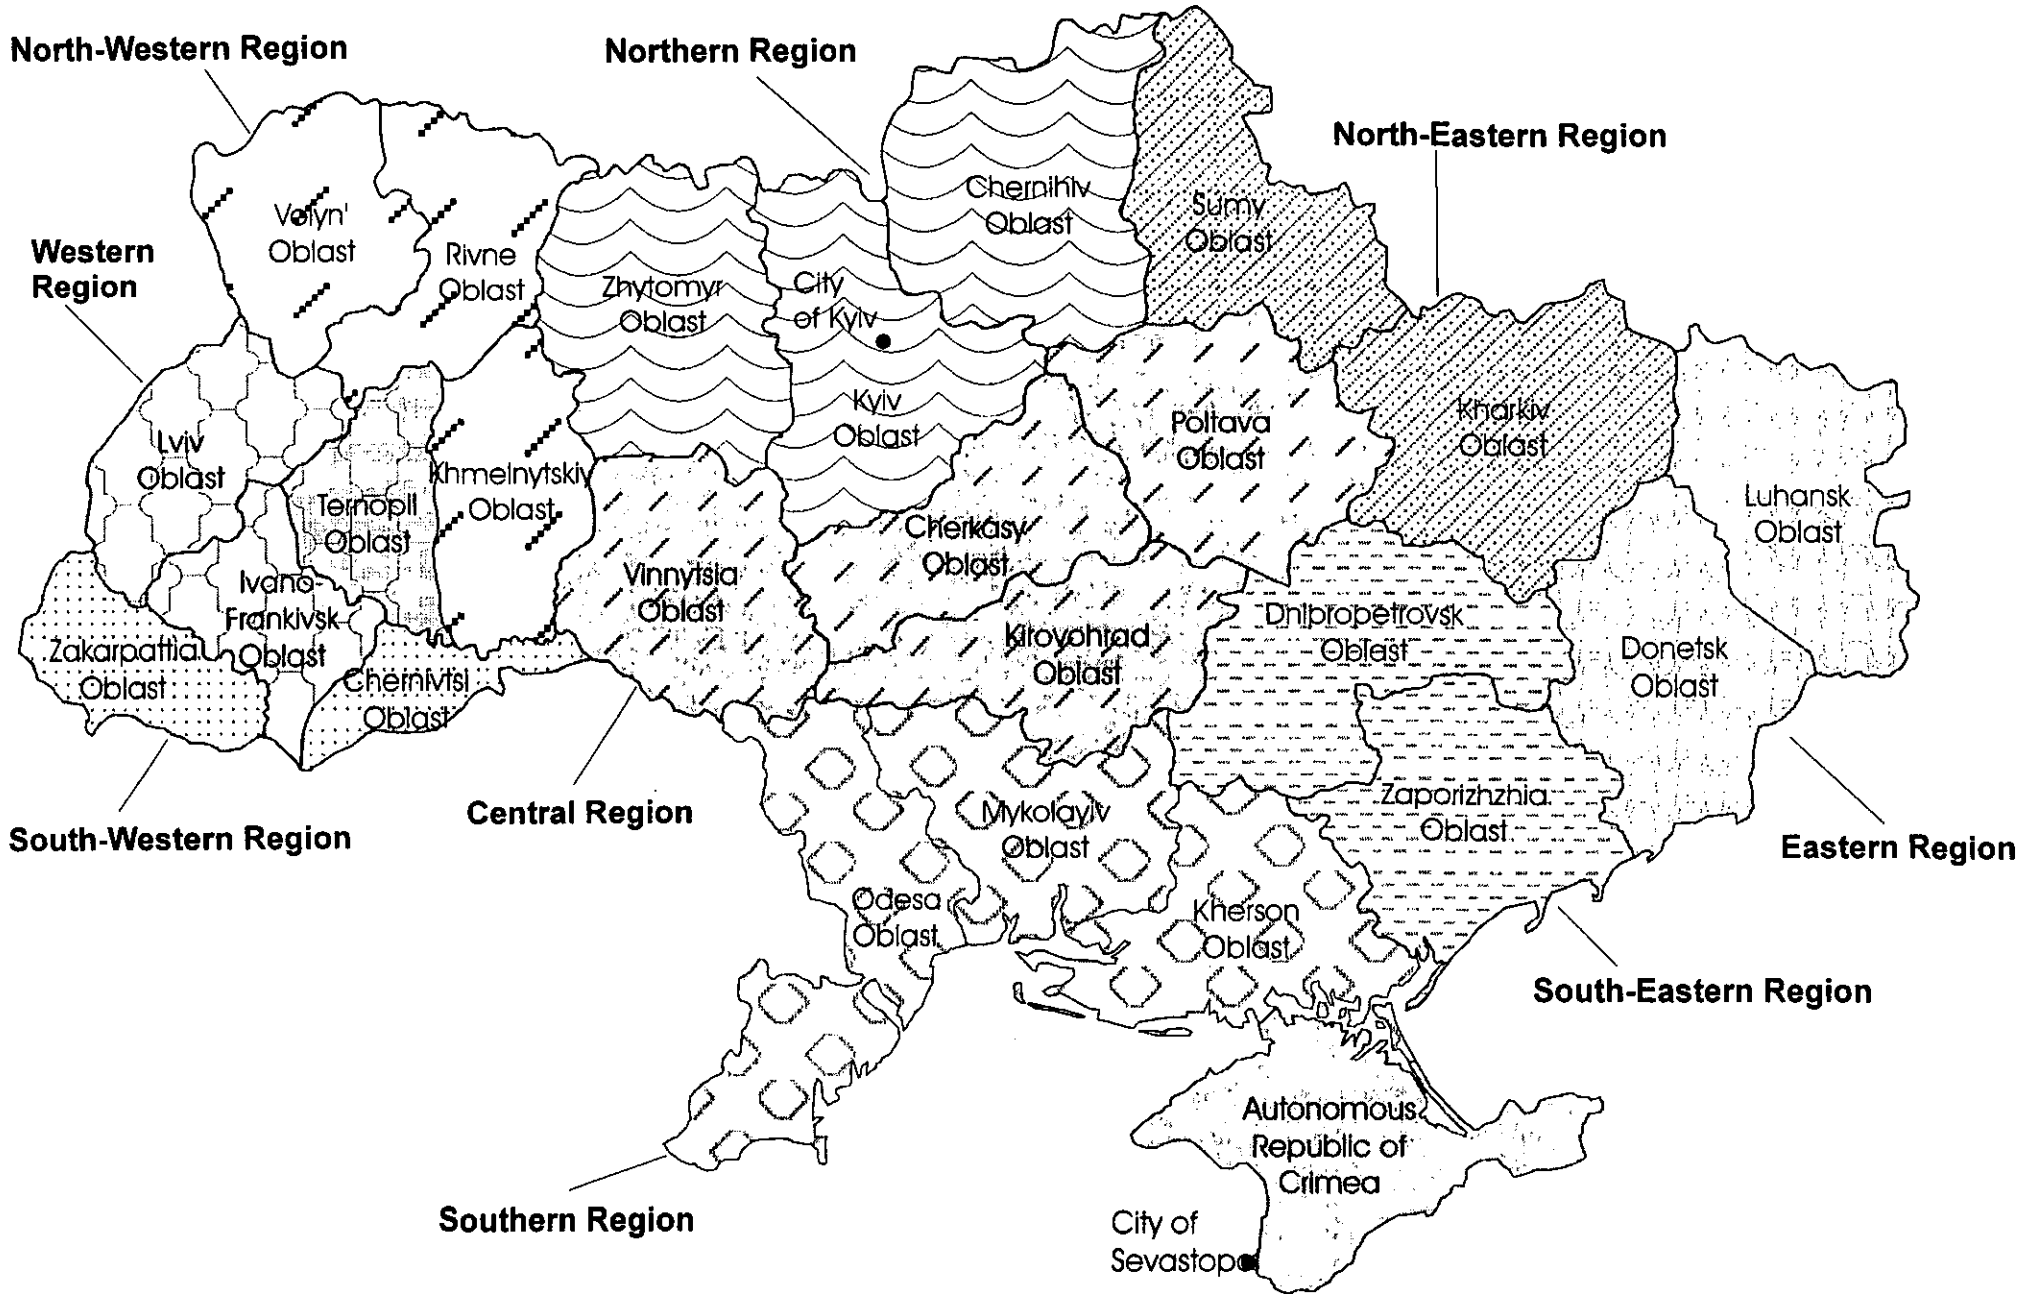 North-Western Region
Northern Region
North-Eastern Region
Western
Region
Volyn'
Oblast
Rivne
Oblast
Zhytomyr
Oblast
City
of Kyiv
Chernihiv
Oblast
Sumy
Oblast
Kyiv
Oblast
Poltava
Oblast
Kharkiv
Oblast
Luhansk
Oblast
Lviv
Oblast
Ternopil
Oblast
Khmelnytskiy
Oblast
Ivano-
Frankivsk
Oblast
Vinnytsia
Oblast
Cherkasy
Oblast
Kirovohrad
Oblast
Dnipropetrovsk
Oblast
Donetsk
Oblast
Zakarpattia
Oblast
Chernivtsi
Oblast
South-Western Region
Central Region
Mykolayiv
Oblast
Zaporizhzhia
Oblast
Eastern Region
Odesa
Oblast
Kherson
Oblast
South-Eastern Region
Autonomous
Republic of
Crimea
Southern Region
City of
Sevastopol